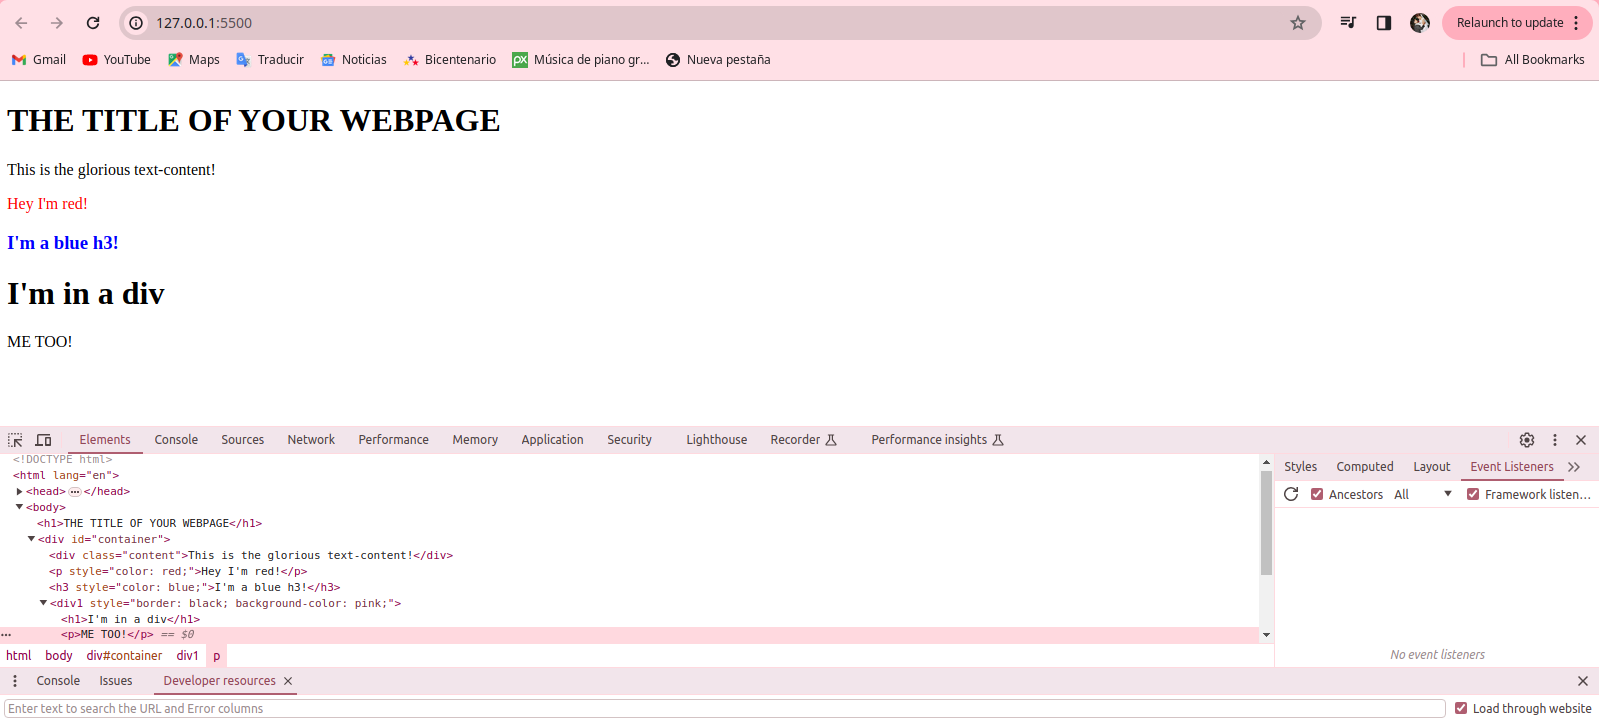 127.0.0.1:5500
Relaunch to update
Gmail YouTube Maps Traducir Noticias Bicentenario Música de piano gr... Nueva pestaña All Bookmarks
THE TITLE OF YOUR WEBPAGE
This is the glorious text-content!
Hey I'm red!
I'm a blue h3!
I'm in a div
ME TOO!
Elements Console Sources Network Performance Memory Application Security Lighthouse Recorder Performance insights
<!DOCTYPE html>
<html lang="en">
<head>…</head>
<body>
<h1>THE TITLE OF YOUR WEBPAGE</h1>
<div id="container">
<div class="content">This is the glorious text-content!</div>
<p style="color: red;">Hey I'm red!</p>
<h3 style="color: blue;">I'm a blue h3!</h3>
<div1 style="border: black; background-color: pink;">
<h1>I'm in a div</h1>
<p>ME TOO!</p> == $0
html body div#container div1 p
Styles Computed Layout Event Listeners
Ancestors All Framework listen...
No event listeners
Console Issues Developer resources
Enter text to search the URL and Error columns Load through website